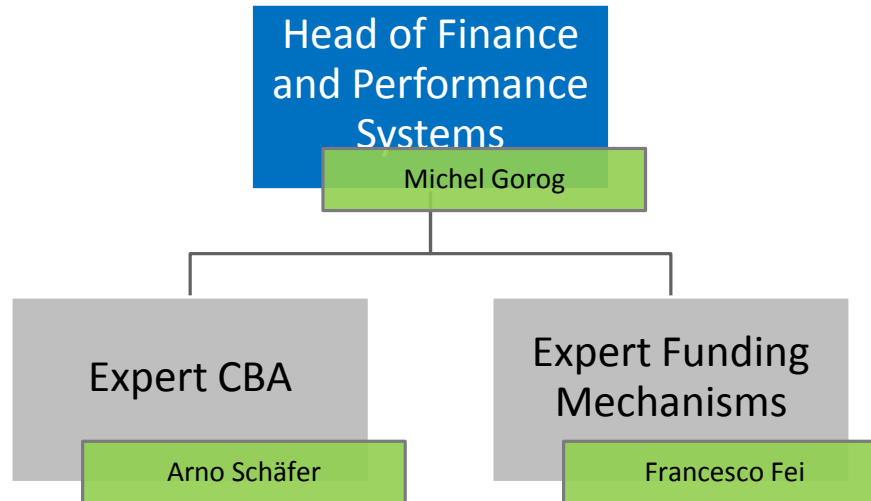 Head of Finance
and Performance
Systems
Michel Gorog
Expert CBA
Arno Schäfer
Expert Funding
Mechanisms
Francesco Fei